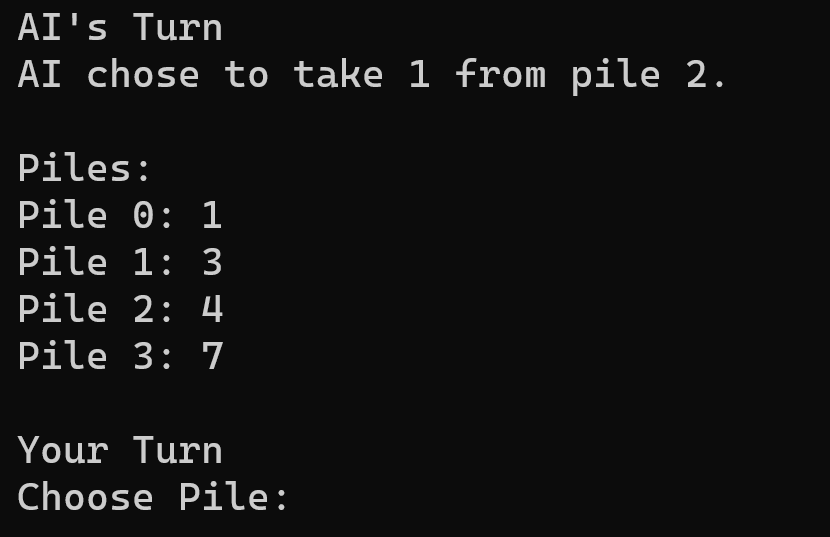 AI's Turn
AI chose to take 1 from pile 2.
Piles:
Pile 0: 1
Pile 1: 3
Pile 2: 4
Pile 3: 7
Your Turn
Choose Pile: